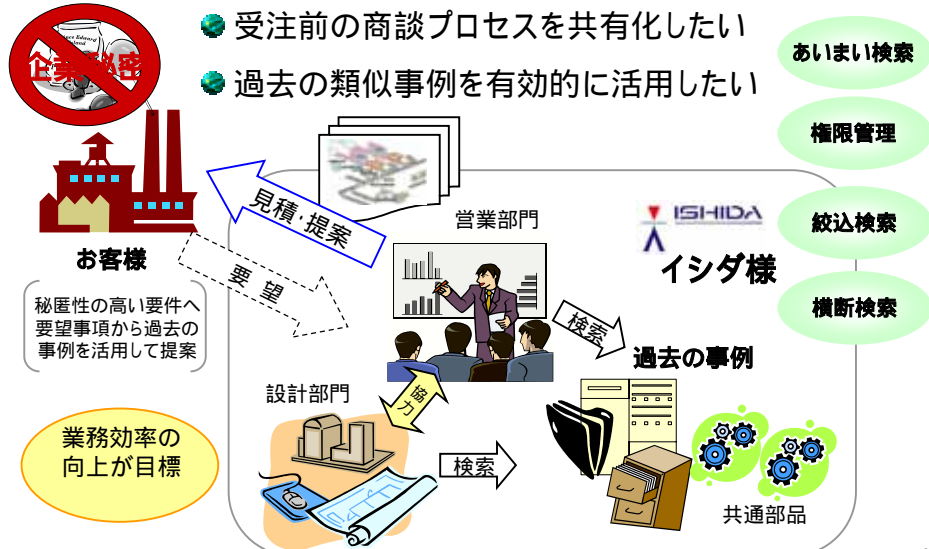 受注前の商談プロセスを共有化したい
過去の類似事例を有効的に活用したい
企業秘密
お客様
秘匿性の高い要件へ
要望事項から過去の
事例を活用して提案
業務効率の
向上が目標
見積・提案
要望
営業部門
ISHIDA
イシダ様
検索
過去の事例
協力
設計部門
検索
共通部品
あいまい検索
権限管理
絞込検索
横断検索